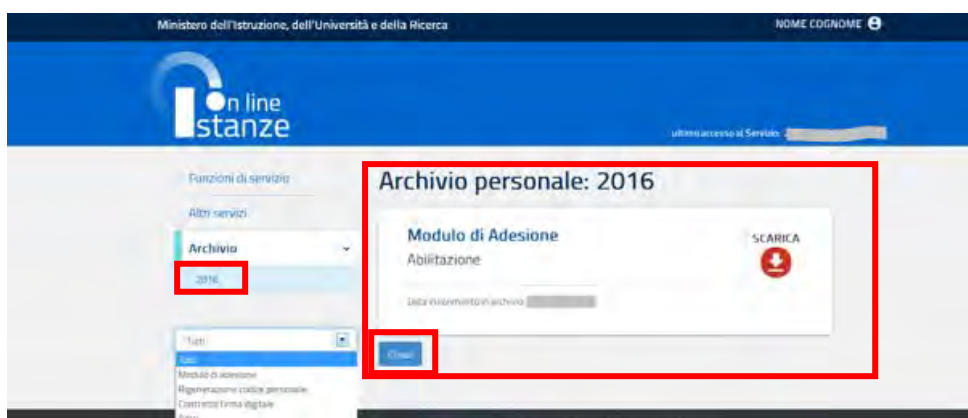 Ministero dell'Istruzione, dell'Università e della Ricerca
NOME COGNOME
On line
Istanze
ultimo accesso al Servizio:
Funzioni di servizio
Altri servizi
Archivio
2016
Tutti
Tutti
Modulo di adesione
Rigenerazione codice personale
Contratto firma digitale
Altro
Archivio personale: 2016
Modulo di Adesione
SCARICA
Abilitazione
Data inserimento in archivio:
Chiudi